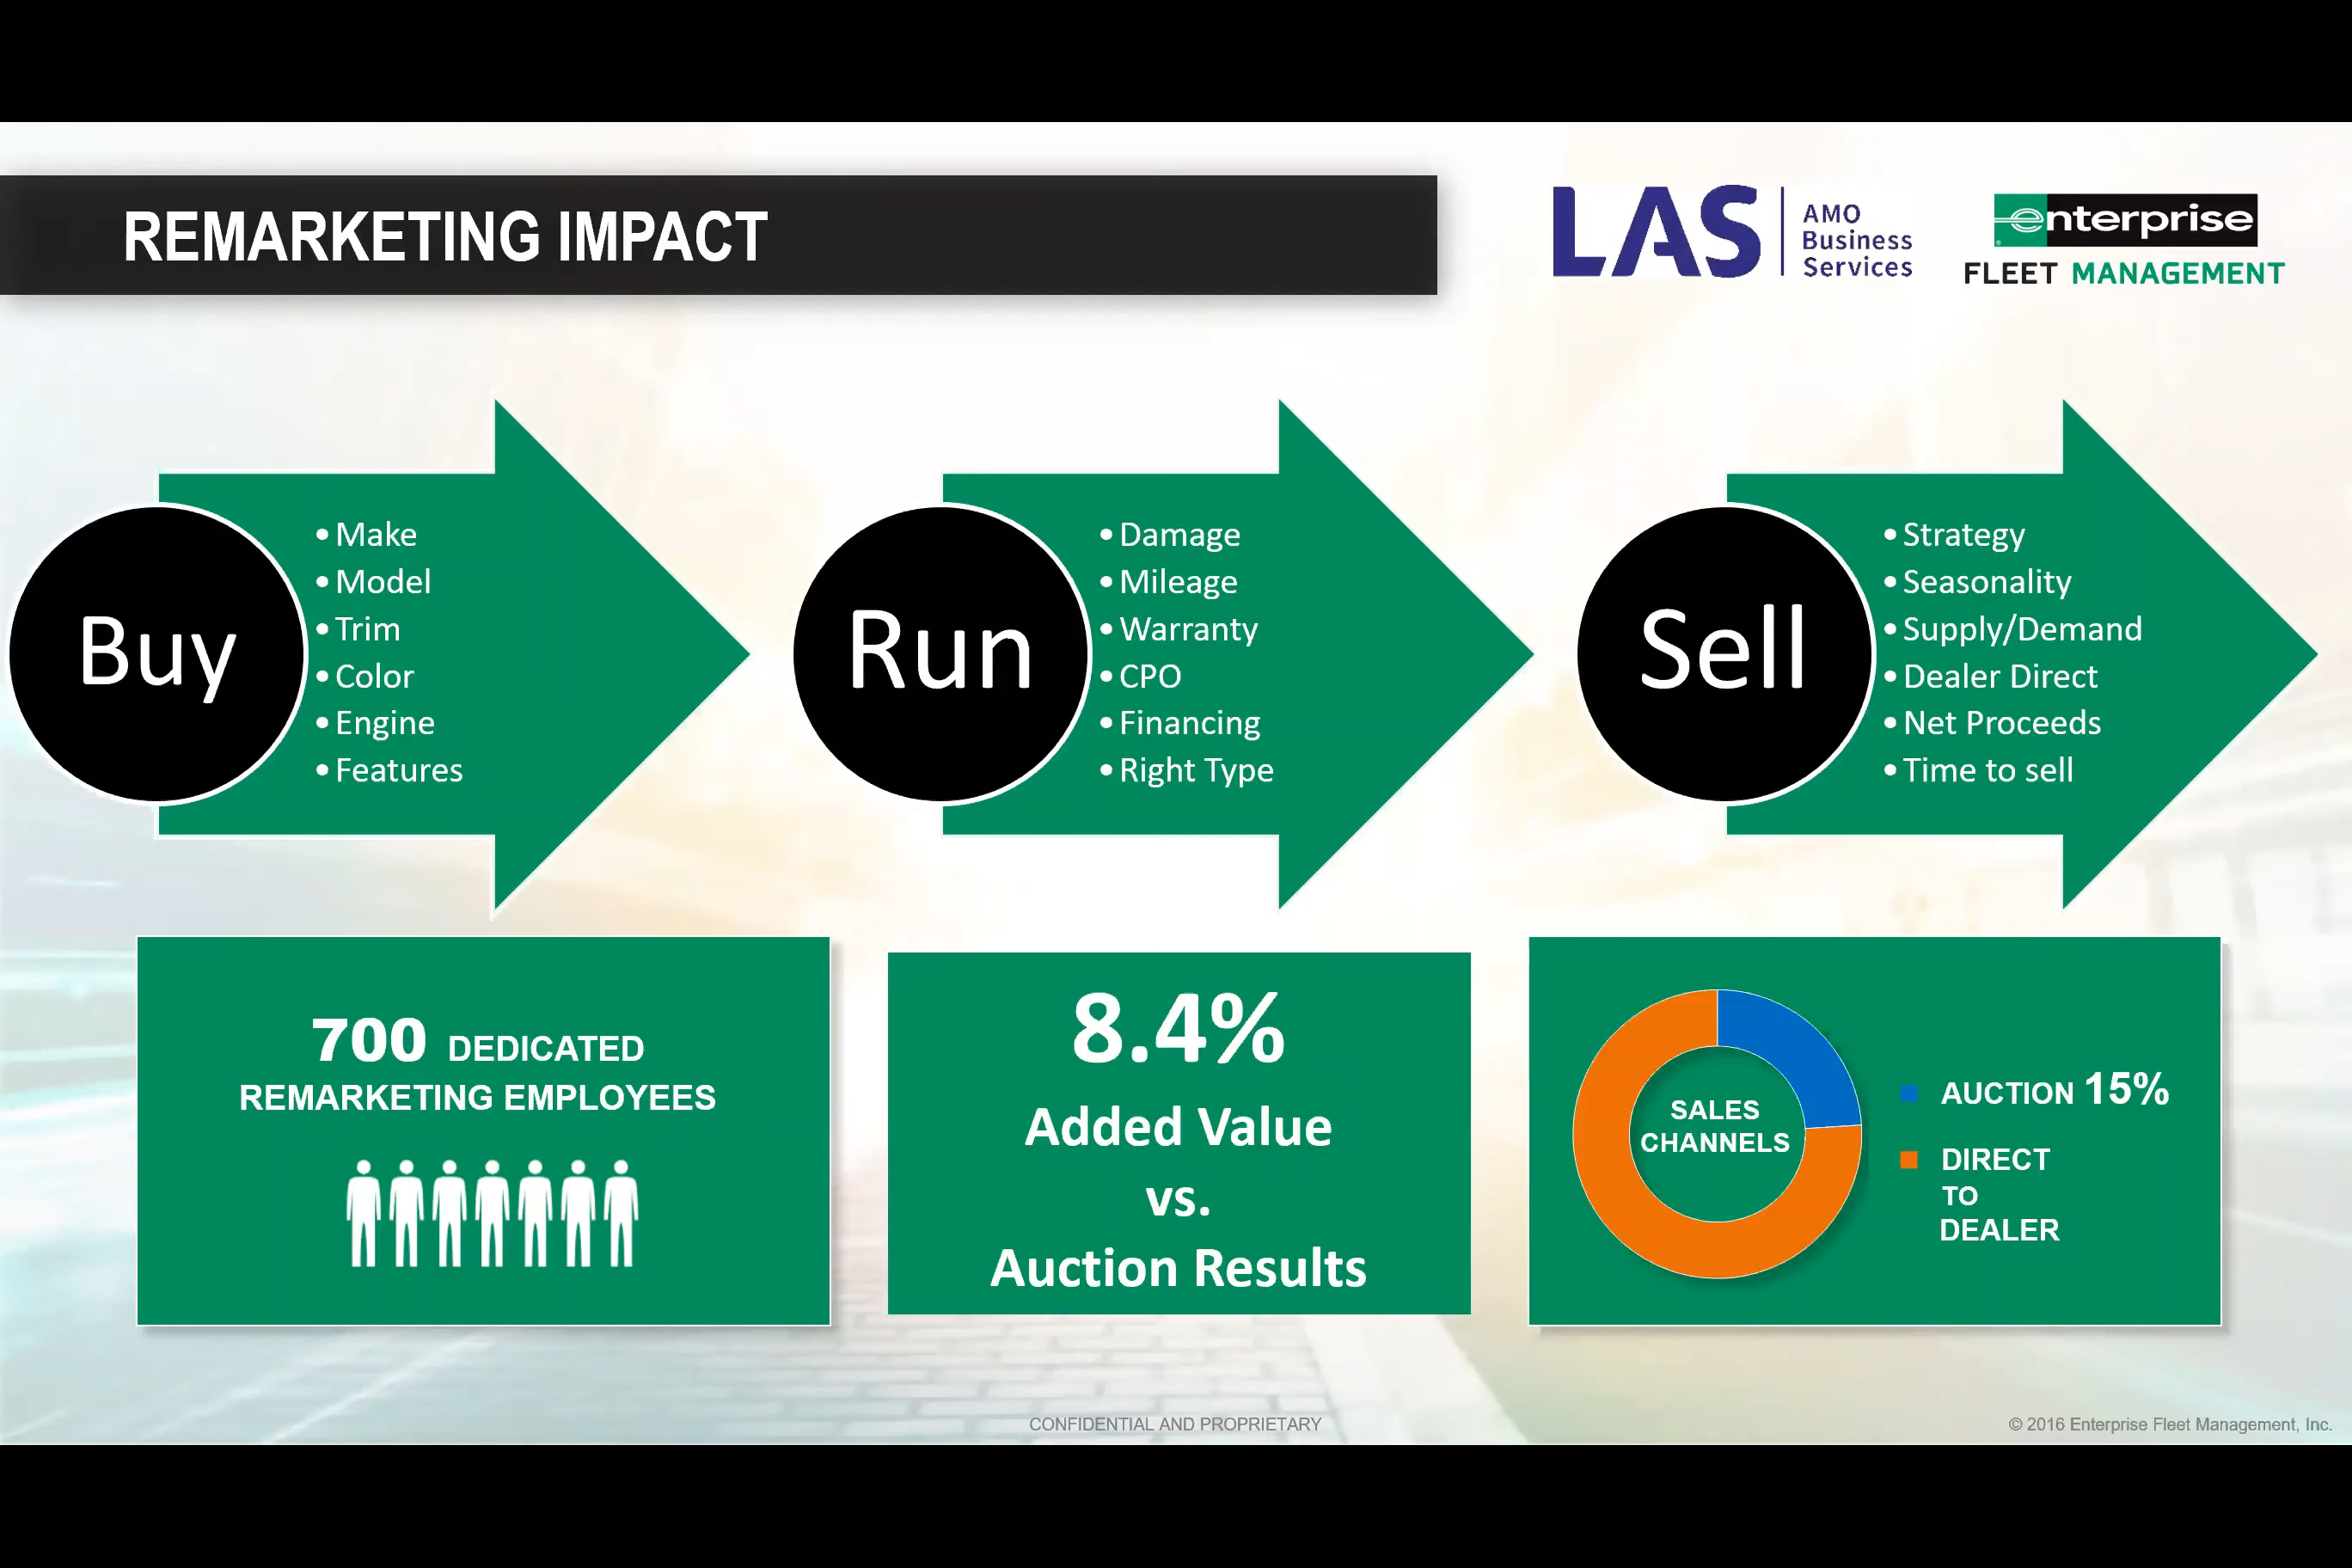 REMARKETING IMPACT
LAS
AMO
Business
Services
enterprise
FLEET MANAGEMENT
Buy
• Make
• Model
• Trim
• Color
• Engine
• Features
Run
• Damage
• Mileage
• Warranty
• CPO
• Financing
• Right Type
Sell
• Strategy
• Seasonality
• Supply/Demand
• Dealer Direct
• Net Proceeds
• Time to sell
700 DEDICATED
REMARKETING EMPLOYEES
8.4%
Added Value
vs.
Auction Results
SALES
CHANNELS
AUCTION 15%
DIRECT
TO
DEALER
CONFIDENTIAL AND PROPRIETARY
© 2016 Enterprise Fleet Management, Inc.